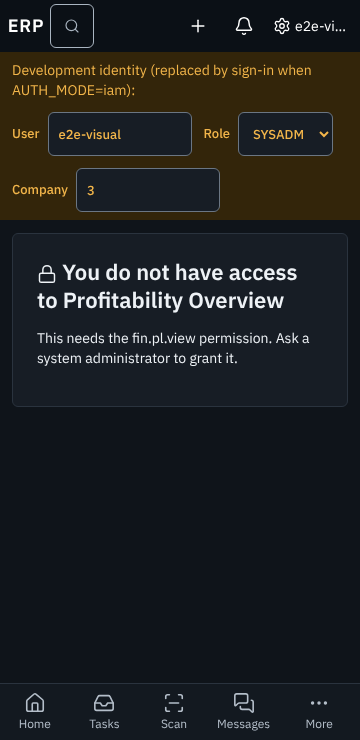 ERP
e2e-vi...
Development identity (replaced by sign-in when
AUTH_MODE=iam):
User
e2e-visual
Role
SYSADM
Company
3
You do not have access
to Profitability Overview
This needs the fin.pl.view permission. Ask a
system administrator to grant it.
Home
Tasks
Scan
Messages
More